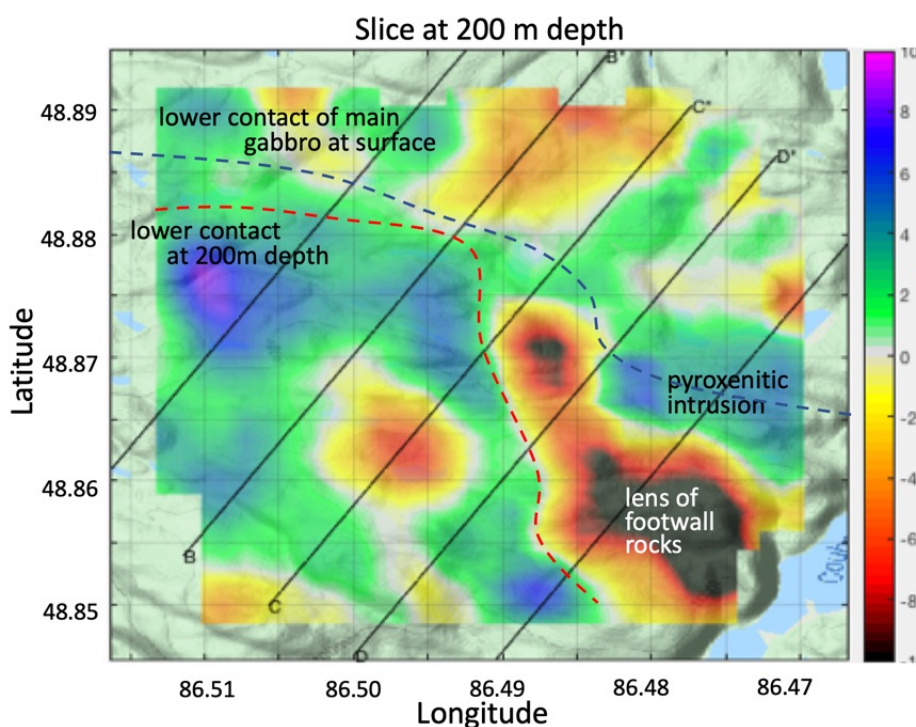 Slice at 200 m depth
B"
10
48.89
lower contact of main
gabbro at surface
C"
8
D"
6
lower contact
at 200m depth
48.88
4
2
Latitude
48.87
0
pyroxenitic
intrusion
-2
-4
48.86
lens of
footwall
rocks
-6
B
-8
48.85
C
D
86.51
86.50
86.49
86.48
86.47
Longitude